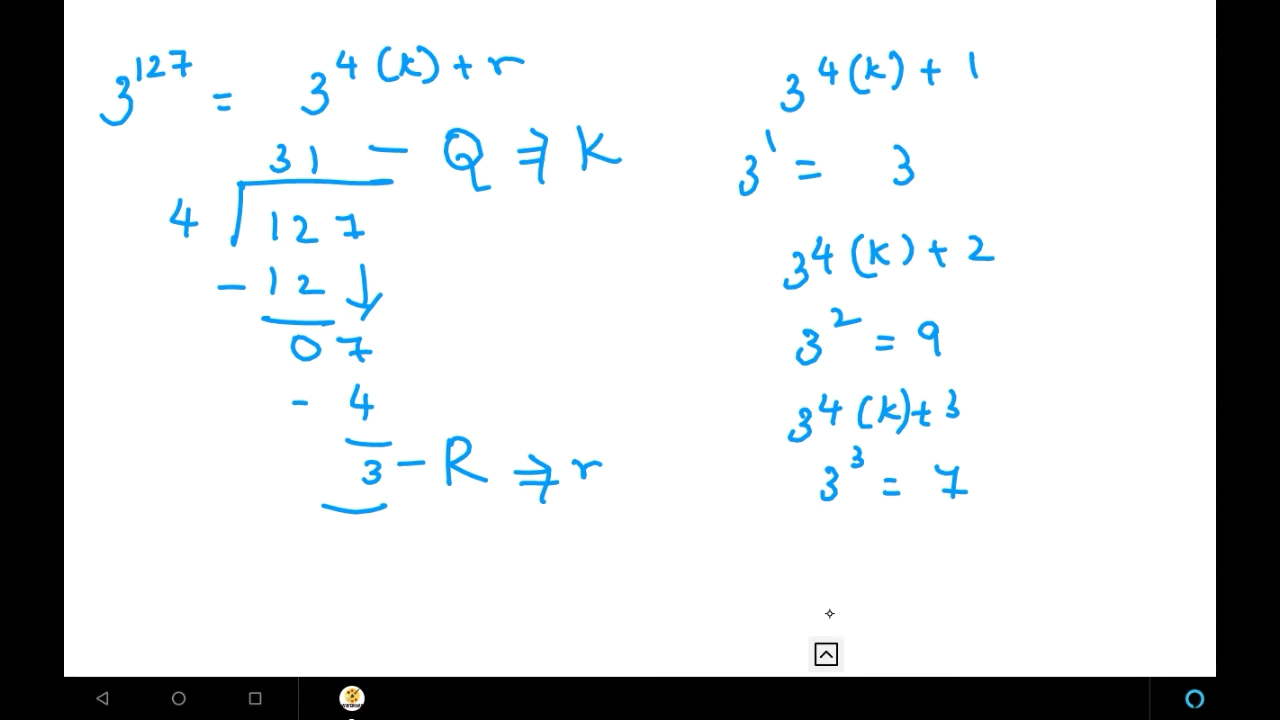 3^127 = 3^4(k)+r
31 - Q ⇒ K
4 √127
-12↓
07
- 4
3 - R ⇒ r
3^4(k)+1
3^1 = 3
3^4(k)+2
3^2 = 9
3^4(k)+3
3^3 = 7